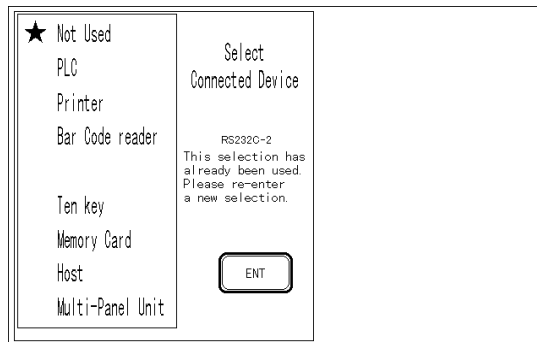 ★ Not Used
PLC
Printer
Bar Code reader
Ten key
Memory Card
Host
Multi-Panel Unit
Select
Connected Device
RS232C-2
This selection has
already been used.
Please re-enter
a new selection.
ENT